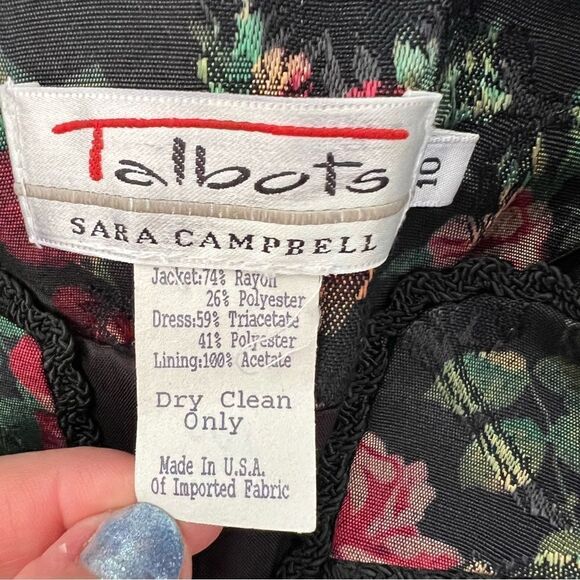 Talbots
10
SARA CAMPBELL
Jacket:74% Rayon
26% Polyester
Dress:59% Triacetate
41% Polyester
Lining:100% Acetate
Dry Clean
Only
Made In U.S.A.
Of Imported Fabric